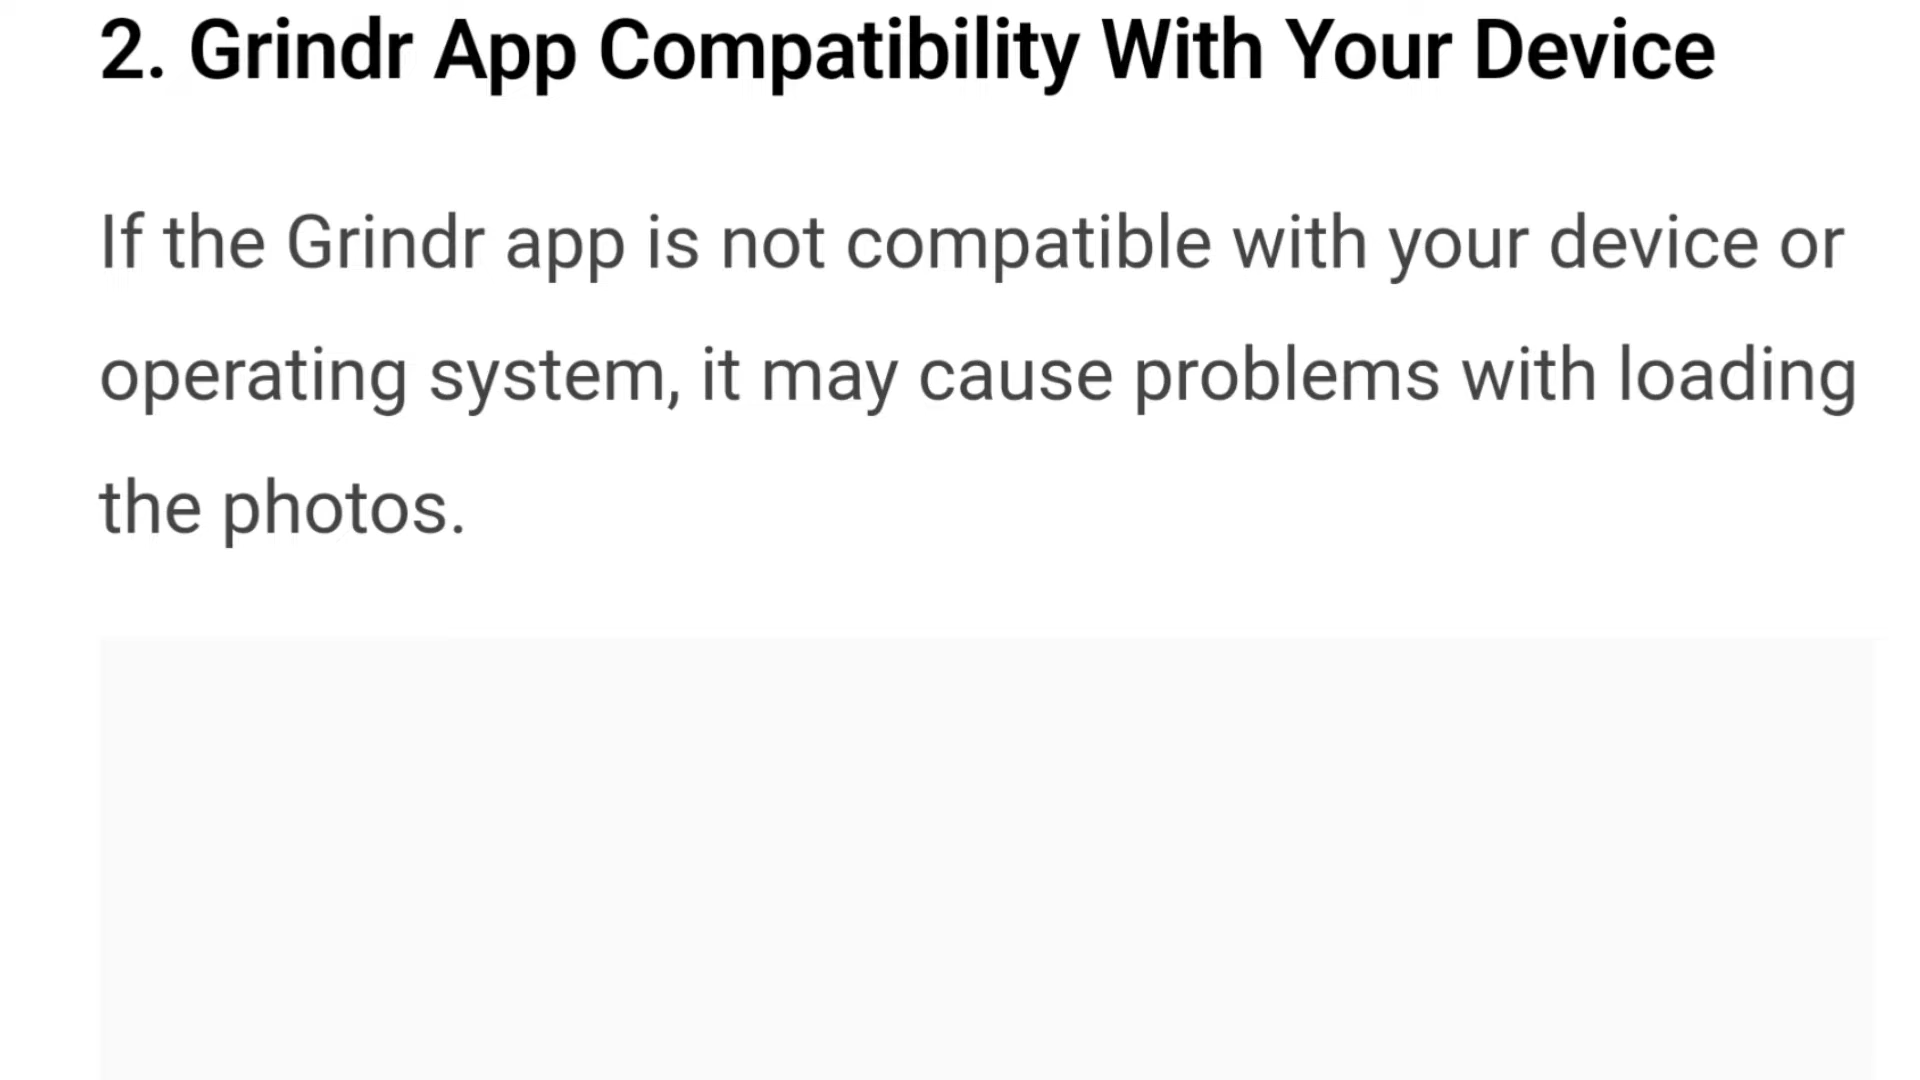 2. Grindr App Compatibility With Your Device
If the Grindr app is not compatible with your device or
operating system, it may cause problems with loading
the photos.